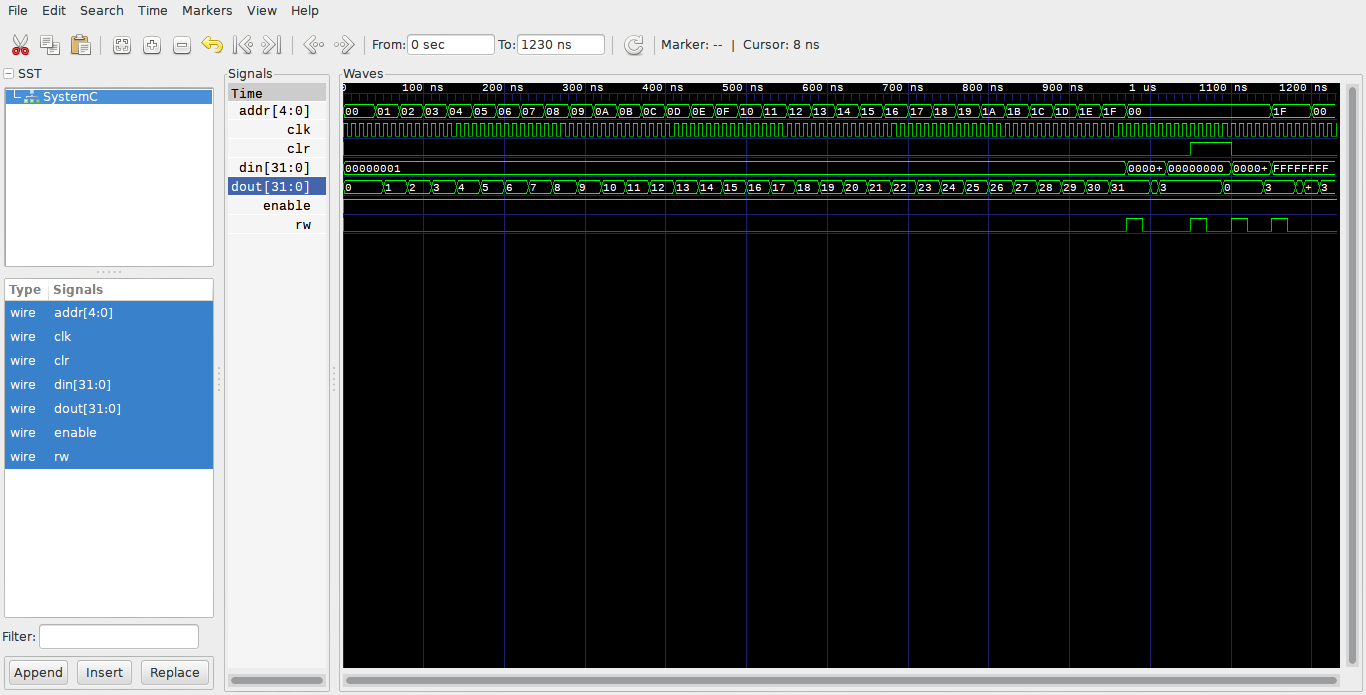 File Edit Search Time Markers View Help
From: 0 sec To: 1230 ns Marker: -- | Cursor: 8 ns
SST
SystemC
Type Signals
wire addr[4:0]
wire clk
wire clr
wire din[31:0]
wire dout[31:0]
wire enable
wire rw
Filter:
Append Insert Replace
Signals
Time
addr[4:0]
clk
clr
din[31:0]
dout[31:0]
enable
rw
Waves
0 100 ns 200 ns 300 ns 400 ns 500 ns 600 ns 700 ns 800 ns 900 ns 1 us 1100 ns 1200 ns
00 01 02 03 04 05 06 07 08 09 0A 0B 0C 0D 0E 0F 10 11 12 13 14 15 16 17 18 19 1A 1B 1C 1D 1E 1F 00 1F 00
00000001 0000+ 00000000 0000+ FFFFFFFF
0 1 2 3 4 5 6 7 8 9 10 11 12 13 14 15 16 17 18 19 20 21 22 23 24 25 26 27 28 29 30 31 3 0 3 + 3